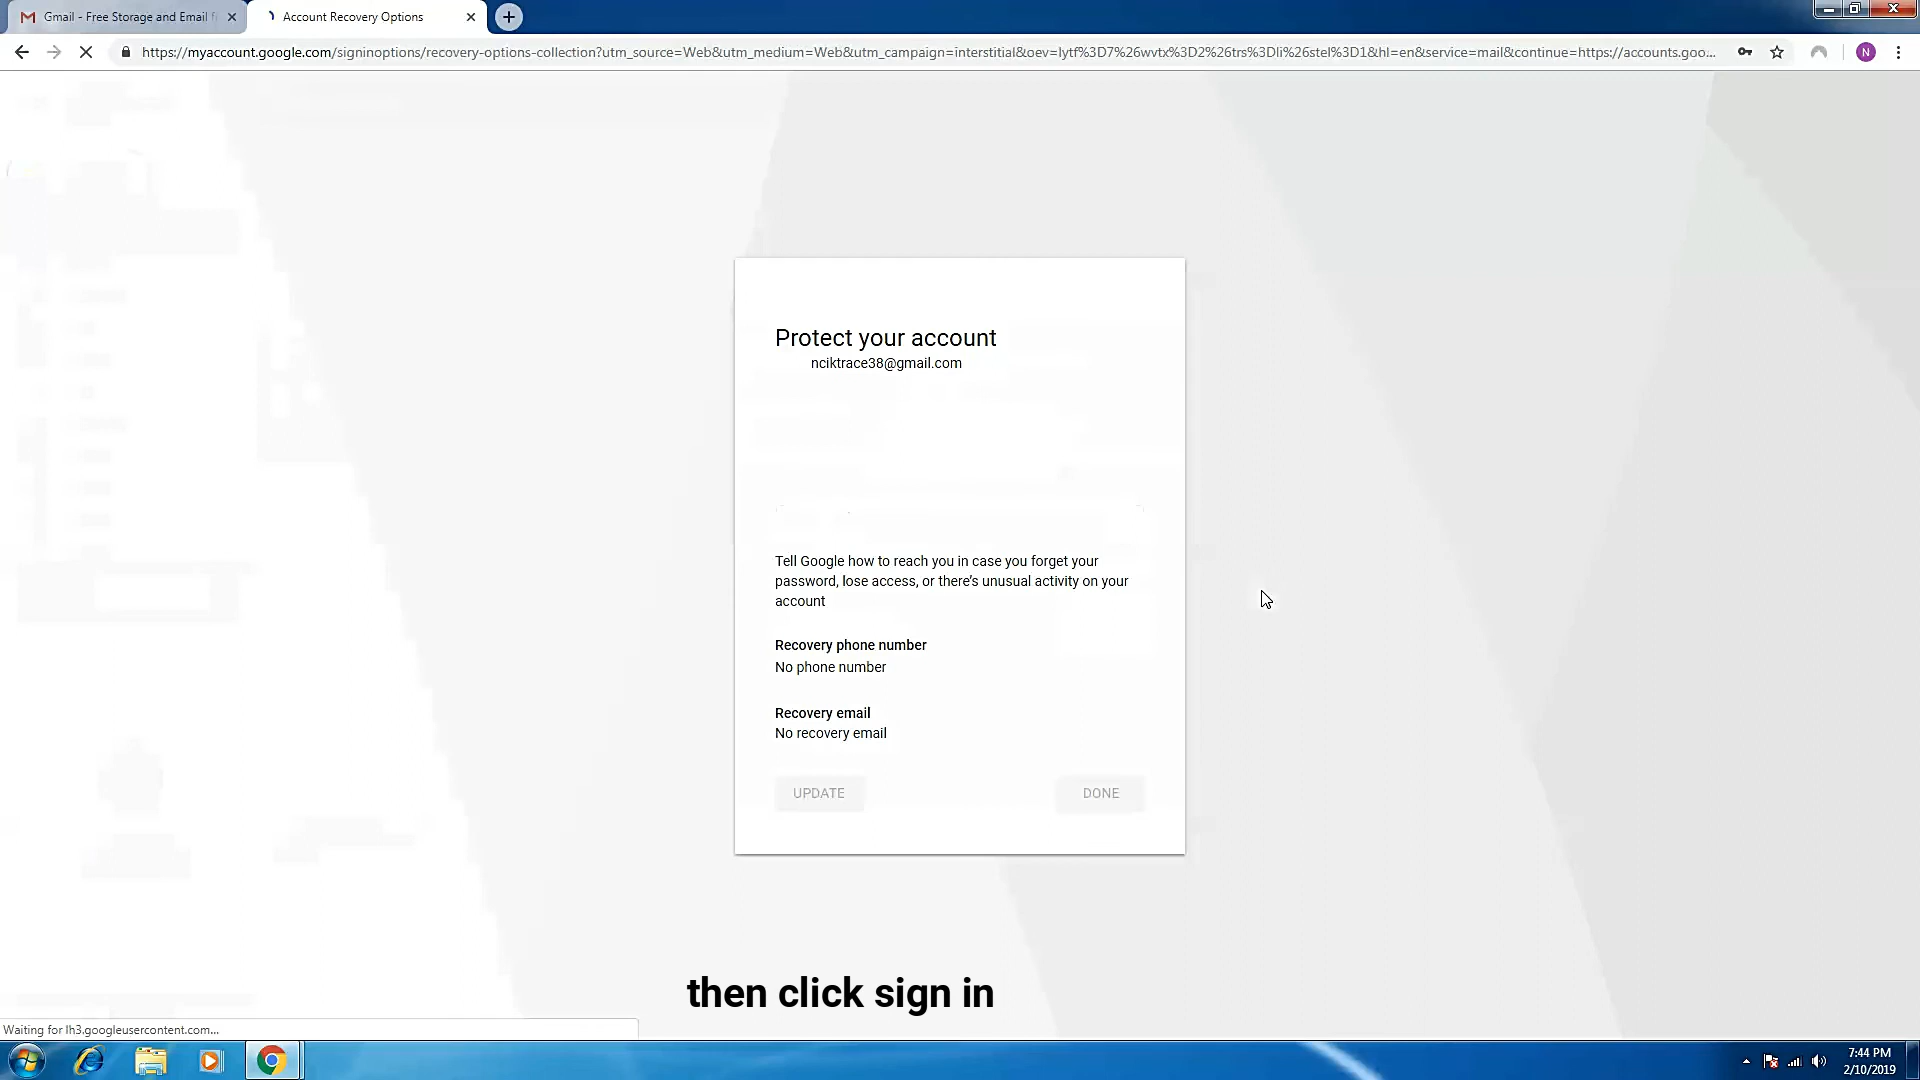 Gmail - Free Storage and Email f
Account Recovery Options
https://myaccount.google.com/signinoptions/recovery-options-collection?utm_source=Web&utm_medium=Web&utm_campaign=interstitial&oev=lytf%3D7%26wvtx%3D2%26trs%3Dli%26stel%3D1&hl=en&service=mail&continue=https://accounts.goo...
N
Protect your account
nciktrace38@gmail.com
Tell Google how to reach you in case you forget your
password, lose access, or there's unusual activity on your
account
Recovery phone number
No phone number
Recovery email
No recovery email
UPDATE
DONE
then click sign in
Waiting for lh3.googleusercontent.com...
7:44 PM
2/10/2019